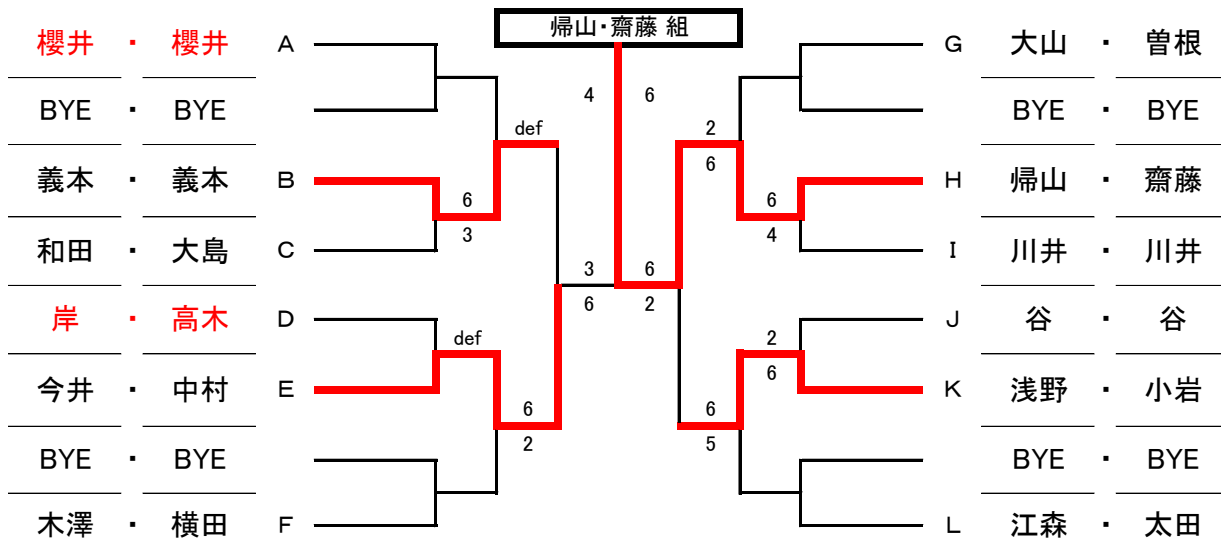 帰山・齋藤 組
櫻井 ・ 櫻井 A
BYE ・ BYE
義本 ・ 義本 B
和田 ・ 大島 C
岸 ・ 高木 D
今井 ・ 中村 E
BYE ・ BYE
木澤 ・ 横田 F
def
6
3
def
6
2
3
6
4 6
6
2
2
6
6
4
2
6
6
5
G 大山 ・ 曽根
BYE ・ BYE
H 帰山 ・ 齋藤
I 川井 ・ 川井
J 谷 ・ 谷
K 浅野 ・ 小岩
BYE ・ BYE
L 江森 ・ 太田